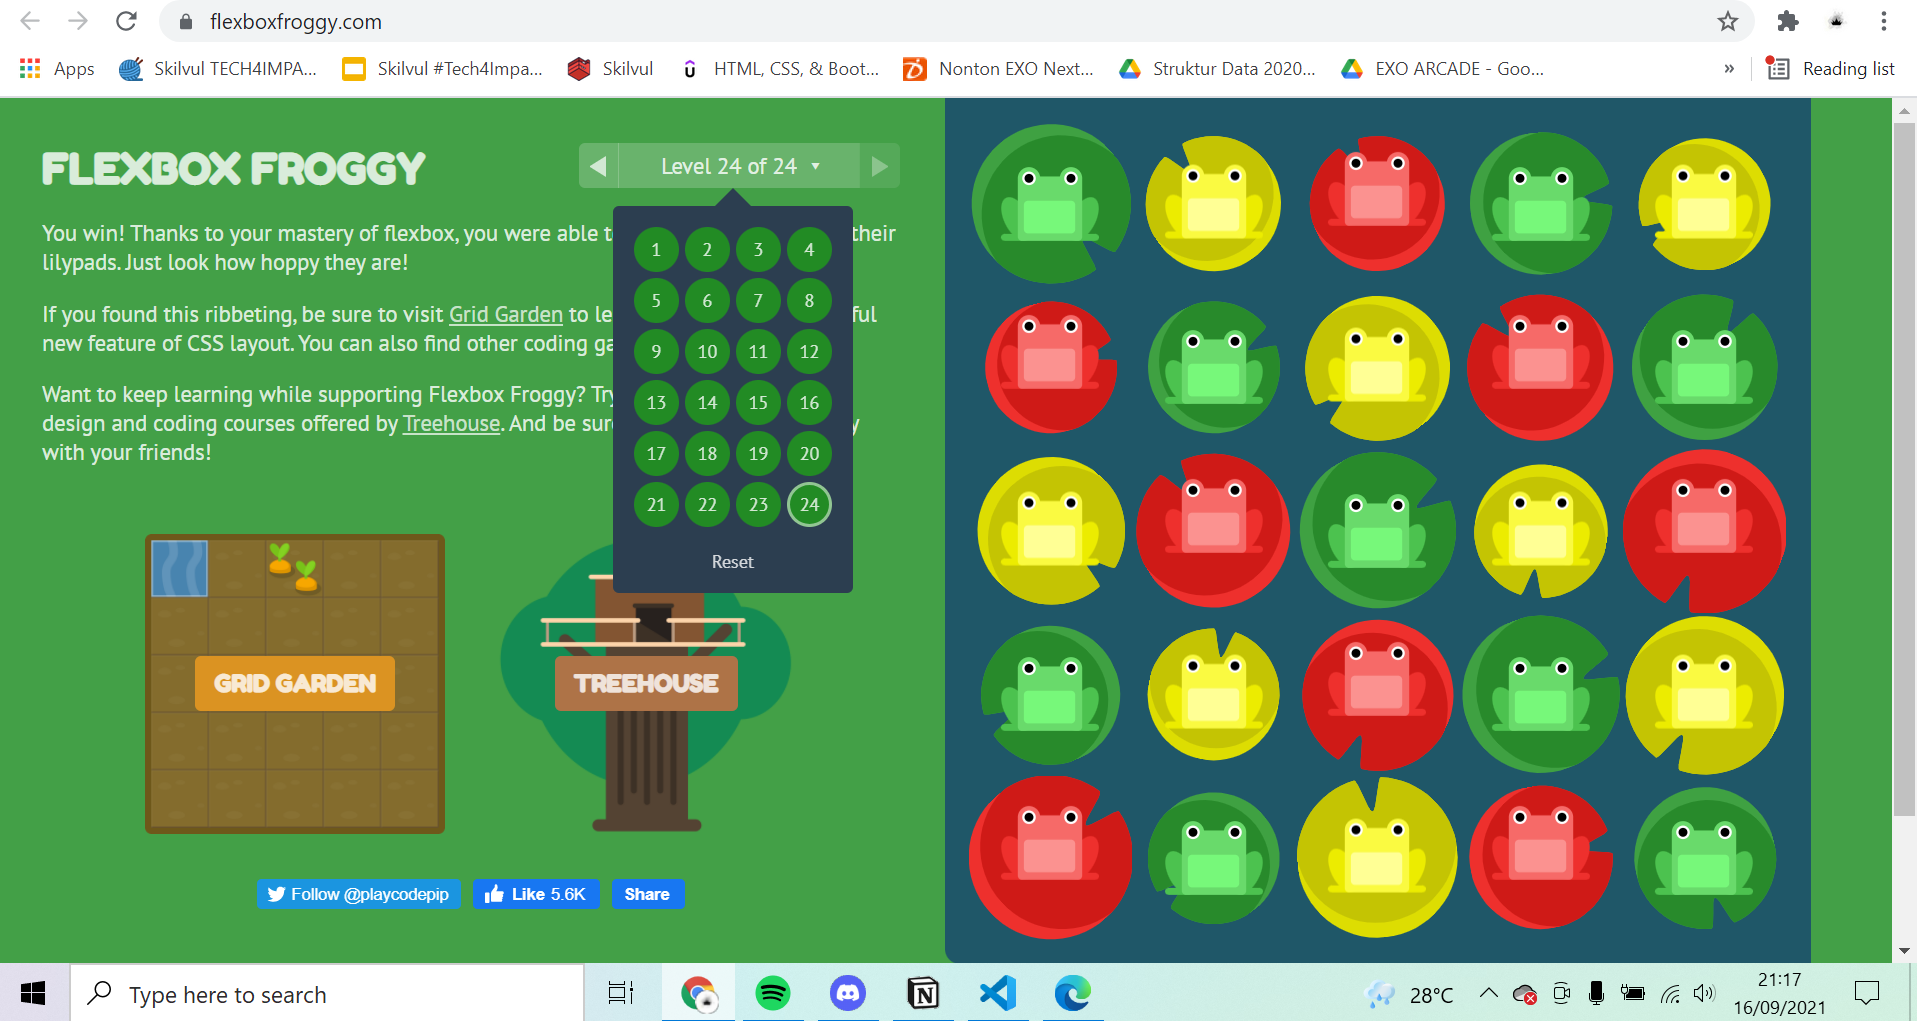 flexboxfroggy.com
Apps
Skilvul TECH4IMPA...
Skilvul #Tech4Impa...
Skilvul
HTML, CSS, & Boot...
Nonton EXO Next...
Struktur Data 2020...
EXO ARCADE - Goo...
»
Reading list
FLEXBOX FROGGY
Level 24 of 24
You win! Thanks to your mastery of flexbox, you were able t their
lilypads. Just look how hoppy they are!
If you found this ribbeting, be sure to visit Grid Garden to le ful
new feature of CSS layout. You can also find other coding ga
Want to keep learning while supporting Flexbox Froggy? Try
design and coding courses offered by Treehouse. And be sur y
with your friends!
1 2 3 4
5 6 7 8
9 10 11 12
13 14 15 16
17 18 19 20
21 22 23 24
Reset
GRID GARDEN
TREEHOUSE
Follow @playcodepip
Like 5.6K
Share
Type here to search
28°C
21:17
16/09/2021